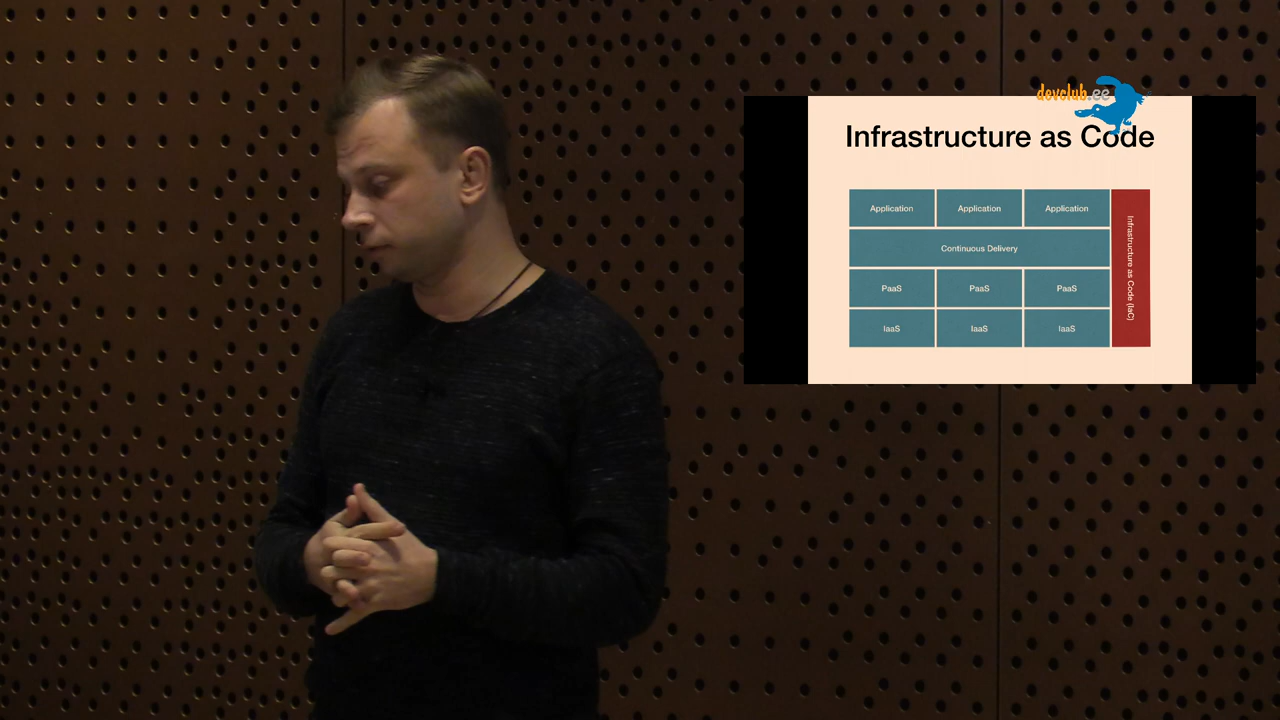 devclub.ee
Infrastructure as Code
Application Application Application
Continuous Delivery
PaaS PaaS PaaS
IaaS IaaS IaaS
Infrastructure as Code (IaC)